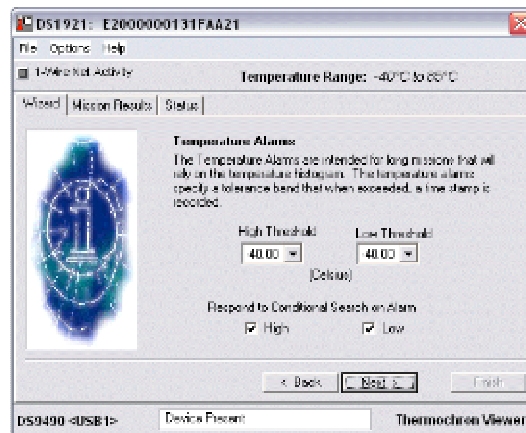 DS1921: E2000000131FAA21
File Options Help
1-Wire Net Activity
Temperature Range: -40°C to 85°C
Wizard Mission Results Status
Temperature Alarms
The Temperature Alarms are intended for long missions that will
rely on the temperature histogram. The temperature alarms
specify a tolerance band that when exceeded, a time stamp is
recorded.
High Threshold Low Threshold
40.00 40.00
(Celsius)
Respond to Conditional Search on Alarm
High Low
< Back Next > Finish
DS9490 <USB1> Device Present Thermochron Viewer